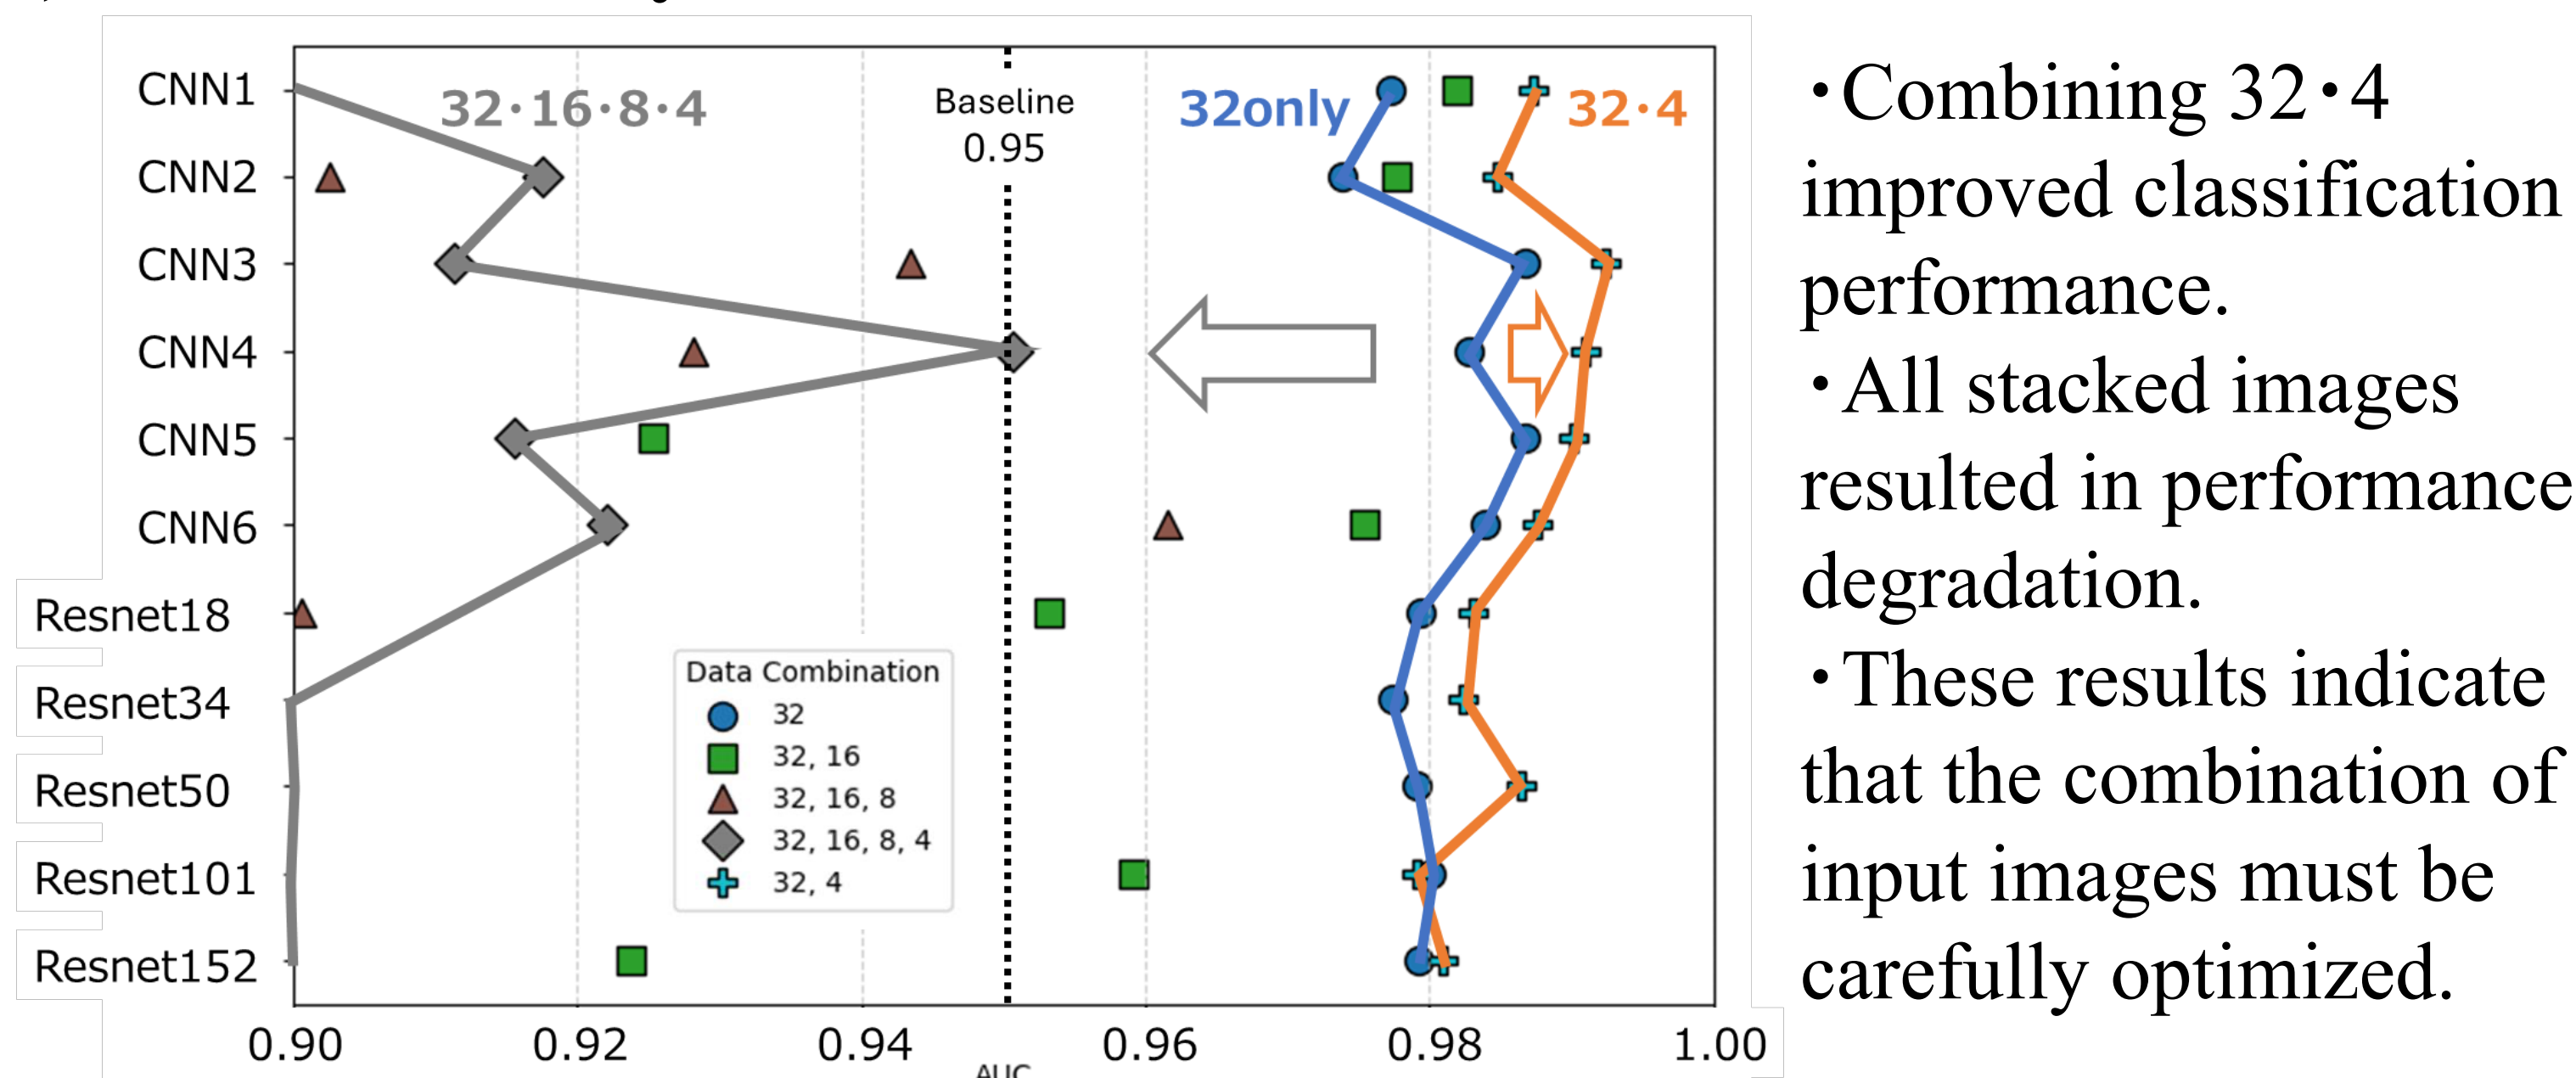 CNN1
CNN2
CNN3
CNN4
CNN5
CNN6
Resnet18
Resnet34
Resnet50
Resnet101
Resnet152
32·16·8·4
Baseline
0.95
32only
32·4
Data Combination
32
32, 16
32, 16, 8
32, 16, 8, 4
32, 4
0.90
0.92
0.94
0.96
0.98
1.00
AUC
・Combining 32・4
improved classification
performance.
・All stacked images
resulted in performance
degradation.
・These results indicate
that the combination of
input images must be
carefully optimized.